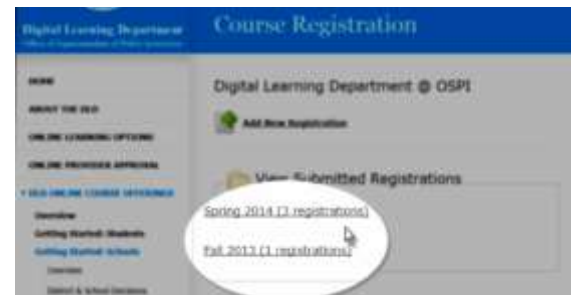 Digital Learning Department
Course Registration
HOME
ABOUT THE DLD
ONLINE LEARNING OPTIONS
ONLINE PROVIDER APPROVAL
DLD ONLINE COURSE OFFERINGS
Overview
Getting Started: Students
Getting Started: Schools
Overview
District & School Decisions
Digital Learning Department @ OSPI
Add New Registration
View Submitted Registrations
Spring 2014 (3 registrations)
Fall 2013 (1 registrations)